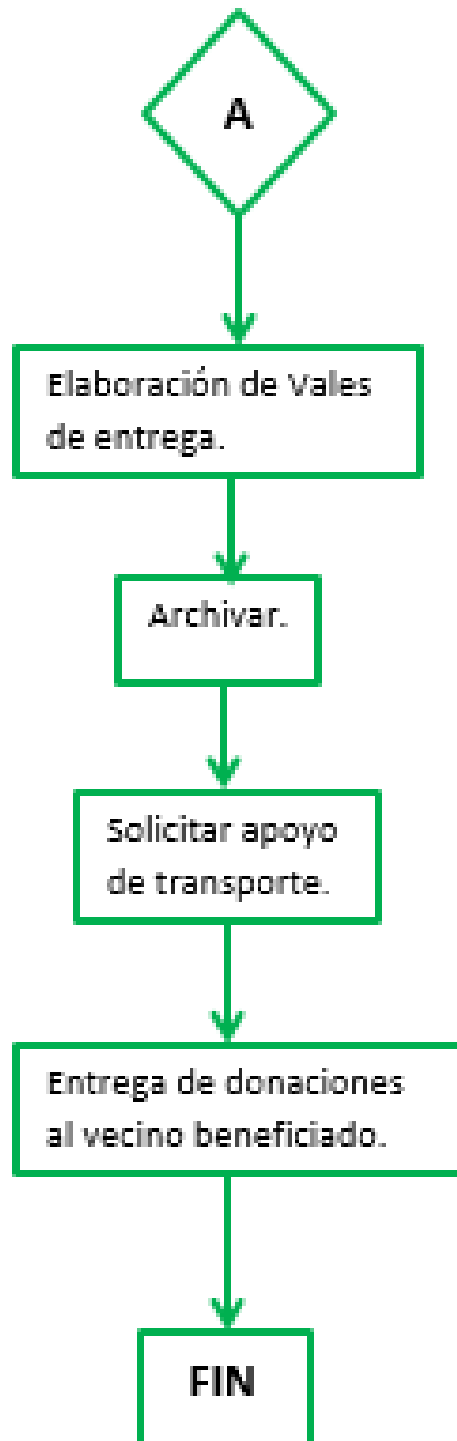 A
Elaboración de Vales
de entrega.
Archivar.
Solicitar apoyo
de transporte.
Entrega de donaciones
al vecino beneficiado.
FIN